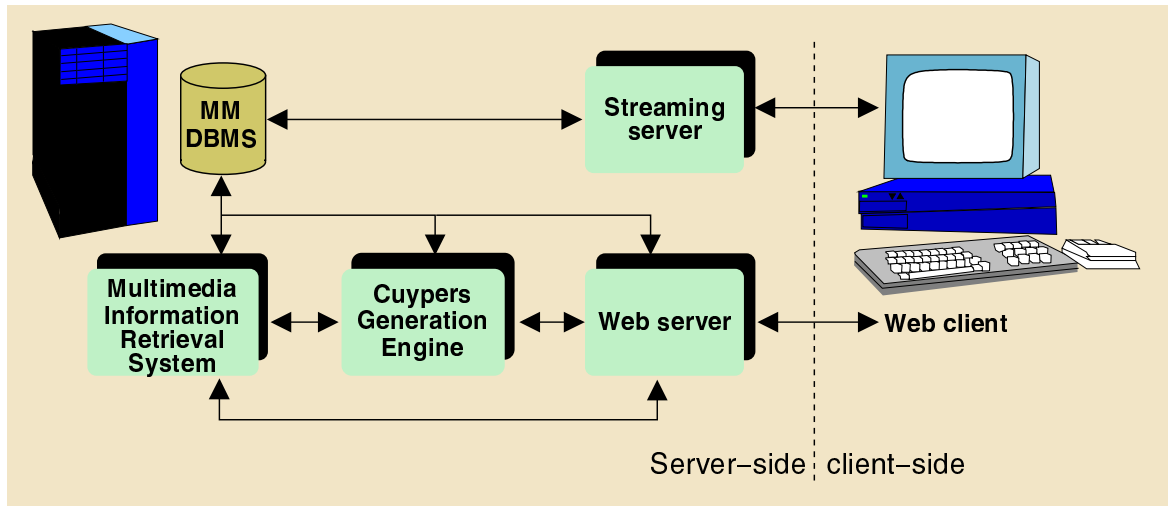 MM
DBMS
Streaming
server
Multimedia
Information
Retrieval
System
Cuypers
Generation
Engine
Web server
Web client
Server–side
client–side